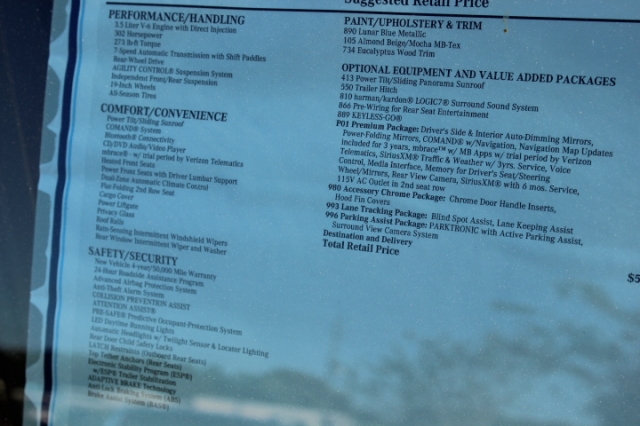 Suggested Retail Price
PERFORMANCE/HANDLING
3.5 Liter V-6 Engine with Direct Injection
302 Horsepower
273 lb-ft Torque
7-Speed Automatic Transmission with Shift Paddles
Rear-Wheel Drive
AGILITY CONTROL® Suspension System
Independent Front/Rear Suspension
19-Inch Wheels
All-Season Tires
COMFORT/CONVENIENCE
Power Tilt/Sliding Sunroof
COMAND® System
Bluetooth® Connectivity
CD/DVD Audio/Video Player
mbrace® - w/ trial period by Verizon Telematics
Heated Front Seats
Power Front Seats with Driver Lumbar Support
Dual-Zone Automatic Climate Control
Flat Folding 2nd Row Seat
Cargo Cover
Power Liftgate
Privacy Glass
Roof Rails
Rain-Sensing Intermittent Windshield Wipers
Rear Window Intermittent Wiper and Washer
SAFETY/SECURITY
New Vehicle 4-year/50,000 Mile Warranty
24-Hour Roadside Assistance Program
Advanced Airbag Protection System
Anti-Theft Alarm System
COLLISION PREVENTION ASSIST
ATTENTION ASSIST®
PRE-SAFE® Predictive Occupant-Protection System
LED Daytime Running Lights
Automatic Headlights w/ Twilight Sensor & Locator Lighting
Rear Door Child Safety Locks
LATCH Restraints (Outboard Rear Seats)
Top Tether Anchors (Rear Seats)
Electronic Stability Program (ESP®)
w/ESP® Trailer Stabilization
ADAPTIVE BRAKE Technology
Anti-Lock Braking System (ABS)
Brake Assist System (BAS®)
PAINT/UPHOLSTERY & TRIM
890 Lunar Blue Metallic
105 Almond Beige/Mocha MB-Tex
734 Eucalyptus Wood Trim
OPTIONAL EQUIPMENT AND VALUE ADDED PACKAGES
413 Power Tilt/Sliding Panorama Sunroof
550 Trailer Hitch
810 harman/kardon® LOGIC7® Surround Sound System
866 Pre-Wiring for Rear Seat Entertainment
889 KEYLESS-GO®
P01 Premium Package: Driver's Side & Interior Auto-Dimming Mirrors,
Power-Folding Mirrors, COMAND® w/Navigation, Navigation Map Updates
included for 3 years, mbrace™ w/ MB Apps w/ trial period by Verizon
Telematics, SiriusXM® Traffic & Weather w/ 3yrs. Service, Voice
Control, Media Interface, Memory for Driver's Seat/Steering
Wheel/Mirrors, Rear View Camera, SiriusXM® with 6 mos. Service,
115V AC Outlet in 2nd seat row
980 Accessory Chrome Package: Chrome Door Handle Inserts,
Hood Fin Covers
993 Lane Tracking Package: Blind Spot Assist, Lane Keeping Assist
996 Parking Assist Package: PARKTRONIC with Active Parking Assist,
Surround View Camera System
Destination and Delivery
Total Retail Price
$5